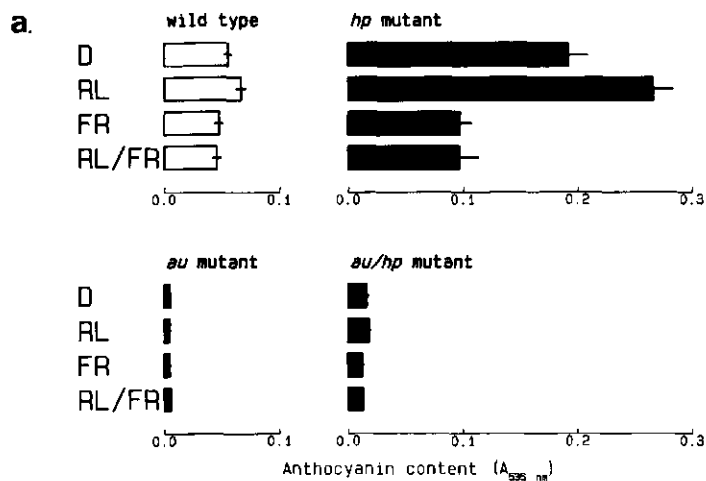 a.
wild type
hp mutant
D
RL
FR
RL/FR
0.0 0.1
0.0 0.1 0.2 0.3
au mutant
au/hp mutant
D
RL
FR
RL/FR
0.0 0.1
0.0 0.1 0.2 0.3
Anthocyanin content (A535 nm)